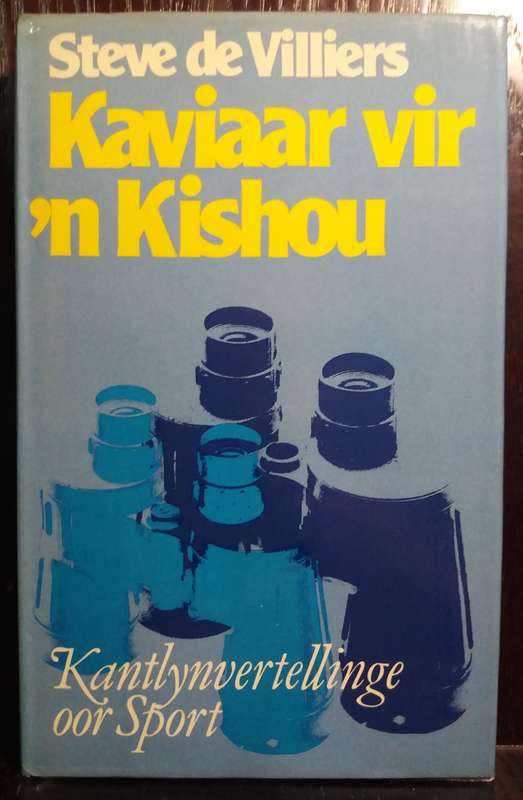 Steve de Villiers
Kaviaar vir
'n Kishou
Kantlynvertellinge
oor Sport